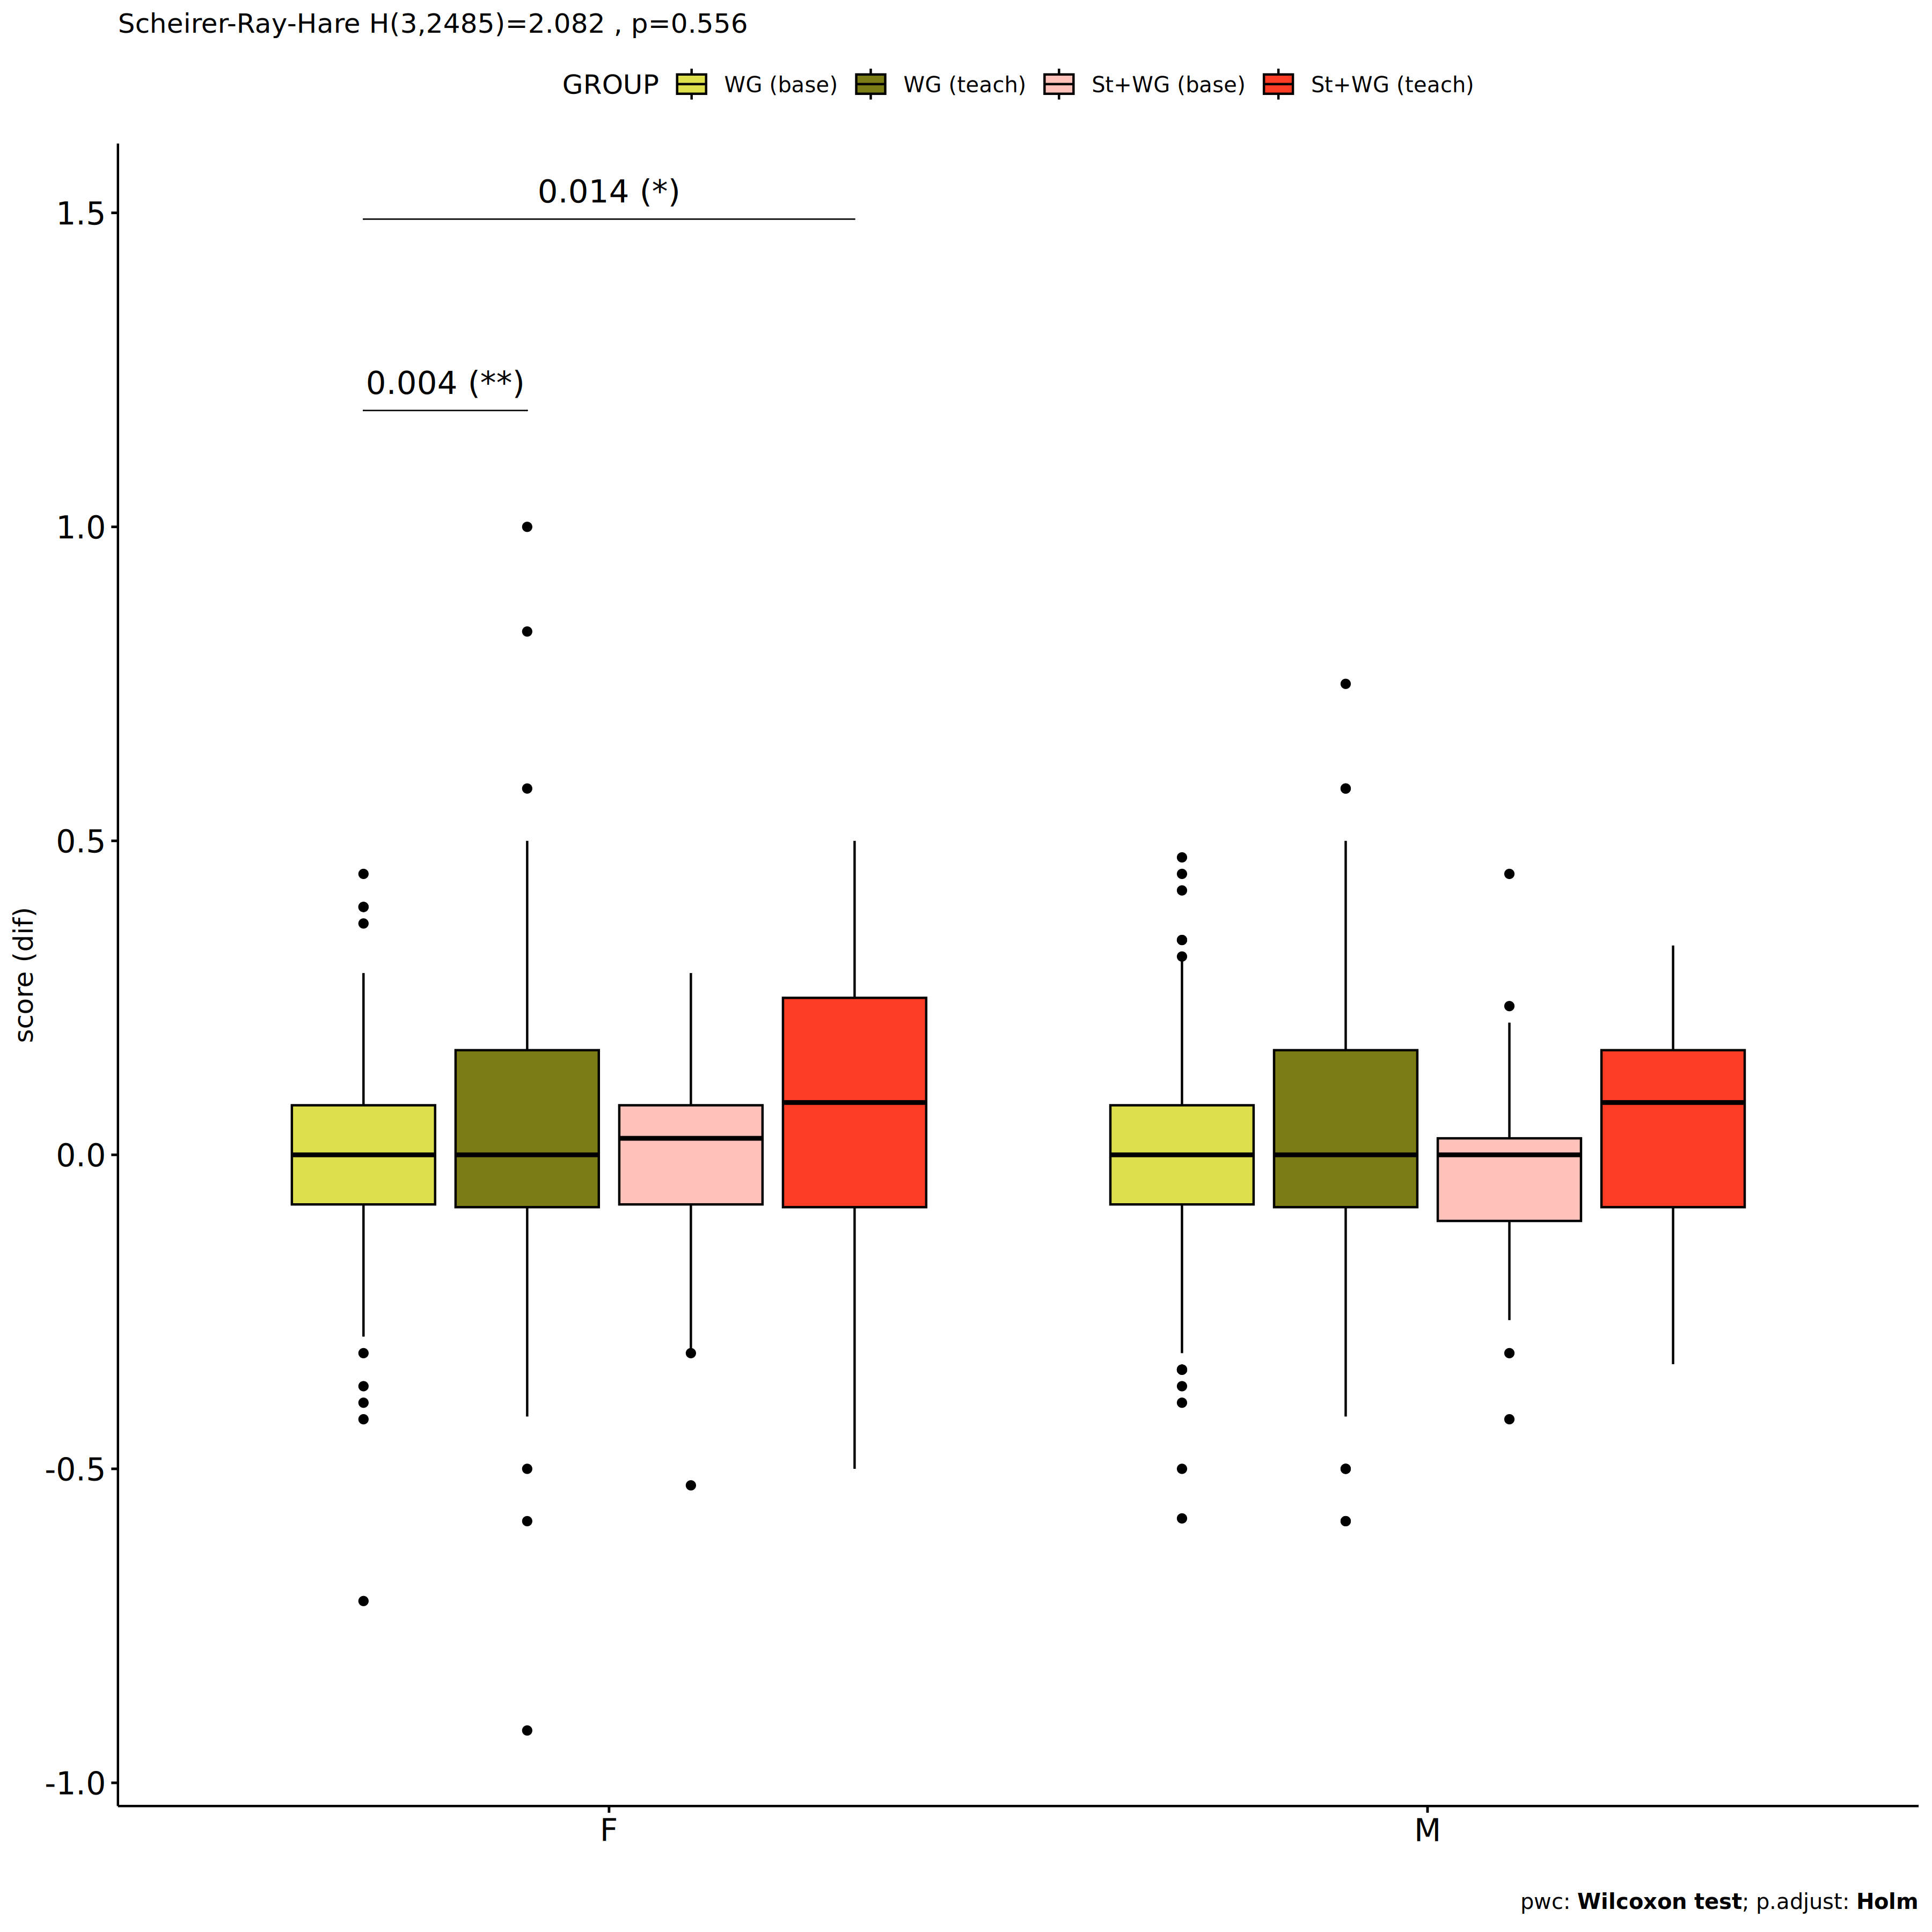 Scheirer-Ray-Hare H(3,2485)=2.082 , p=0.556
GROUP WG (base) WG (teach) St+WG (base) St+WG (teach)
0.014 (*)
0.004 (**)
1.5
1.0
0.5
0.0
-0.5
-1.0
score (dif)
F M
pwc: Wilcoxon test; p.adjust: Holm